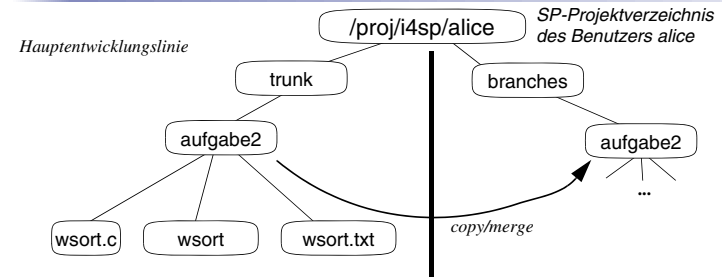 /proj/i4sp/alice
SP-Projektverzeichnis
des Benutzers alice
Hauptentwicklungslinie
trunk
branches
aufgabe2
aufgabe2
...
wsort.c
wsort
wsort.txt
copy/merge